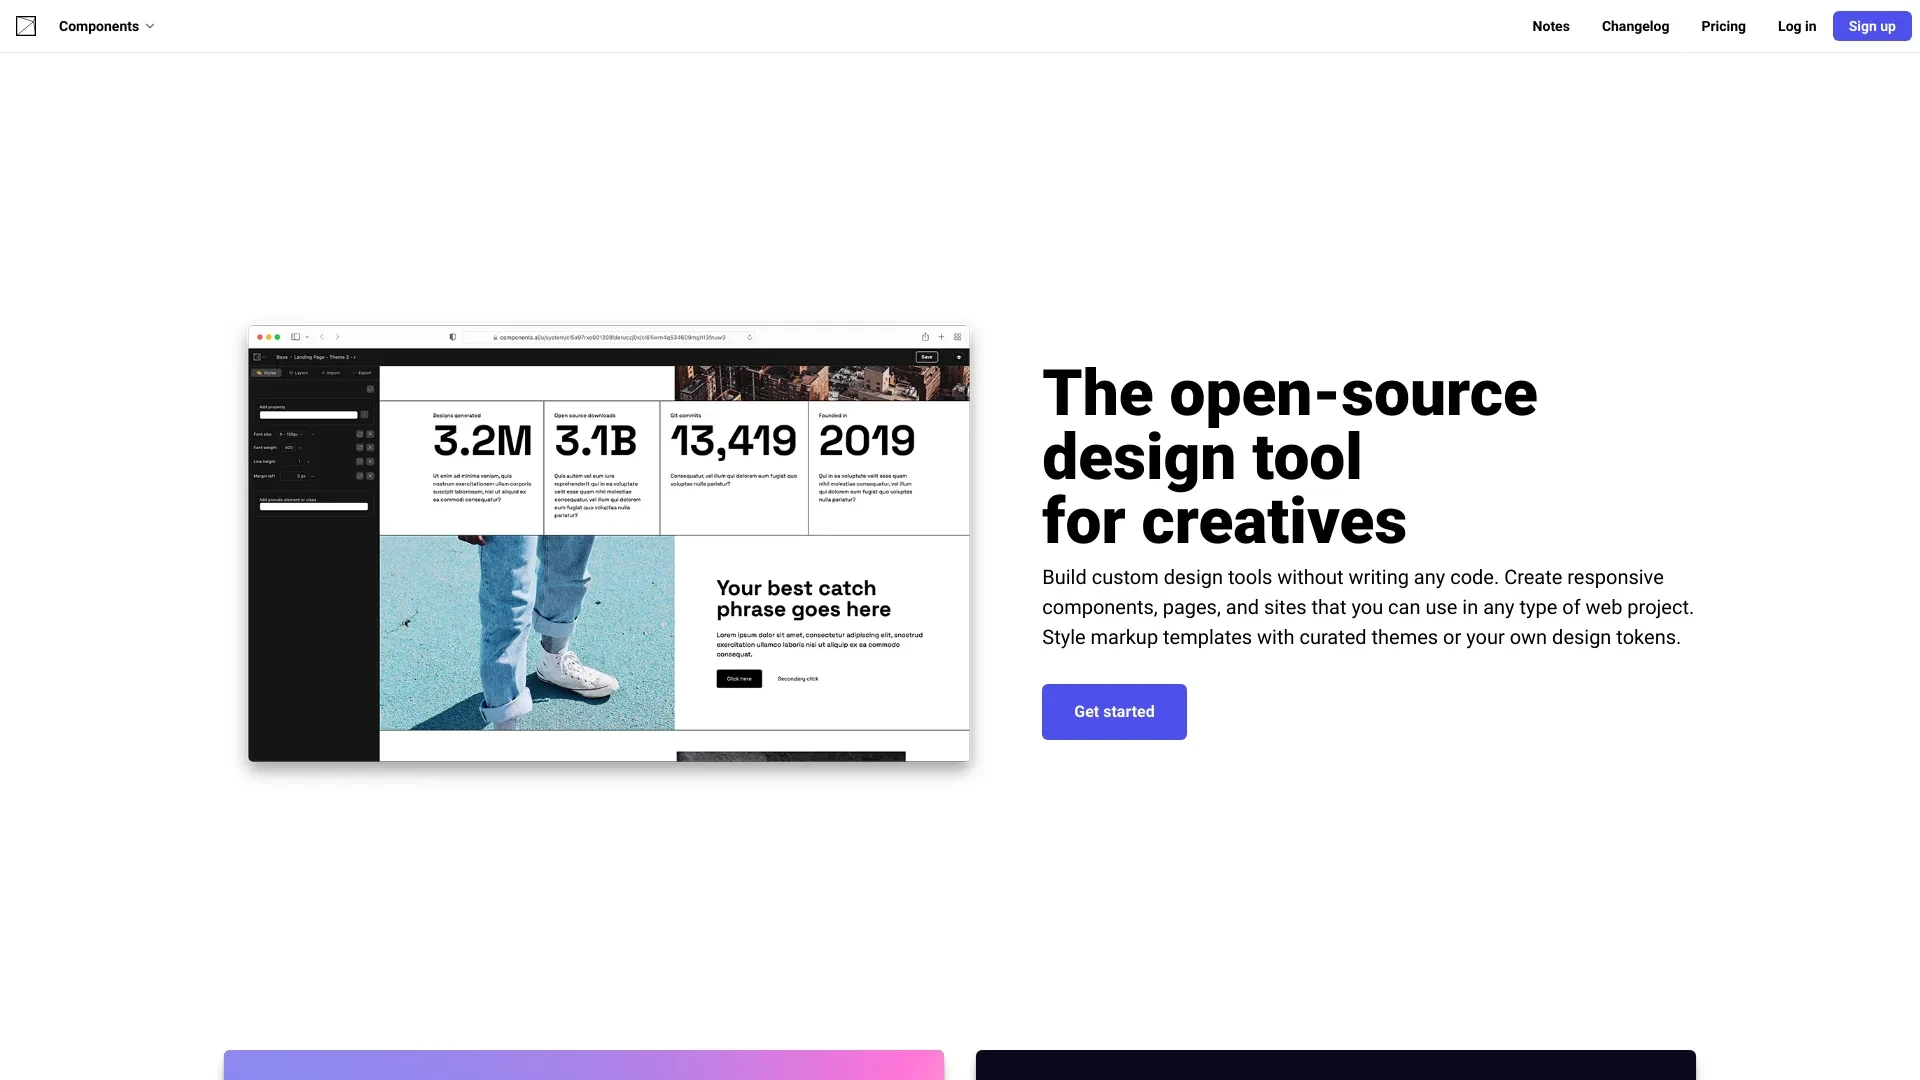 Components
Notes
Changelog
Pricing
Log in
Sign up
Base / Landing Page - Theme 2 -
Save
Styles
Layers
Import
Export
Add property
Font size
Font weight
800
Line height
1
Margin left
0 px
Add pseudo element or class
Designs generated
3.2M
Ut enim ad minima veniam, quis
nostrum exercitationem ullam corporis
suscipit laboriosam, nisi ut aliquid ex
ea commodi consequatur?
Open source downloads
3.1B
Quis autem vel eum iure
reprehenderit qui in ea voluptate
velit esse quam nihil molestiae
consequatur, vel illum qui dolorem
eum fugiat quo voluptas nulla
pariatur?
Git commits
13,419
Consequatur, vel illum qui dolorem eum fugiat quo
voluptas nulla pariatur?
Founded in
2019
Qui in ea voluptate velit esse quam
nihil molestiae consequatur, vel illum
qui dolorem eum fugiat quo voluptas
nulla pariatur?
Your best catch
phrase goes here
Lorem ipsum dolor sit amet, consectetur adipiscing elit, snostrud
exercitation ullamco laboris nisi ut aliquip ex ea commodo
consequat.
Click here
Secondary click
The open-source
design tool
for creatives
Build custom design tools without writing any code. Create responsive
components, pages, and sites that you can use in any type of web project.
Style markup templates with curated themes or your own design tokens.
Get started